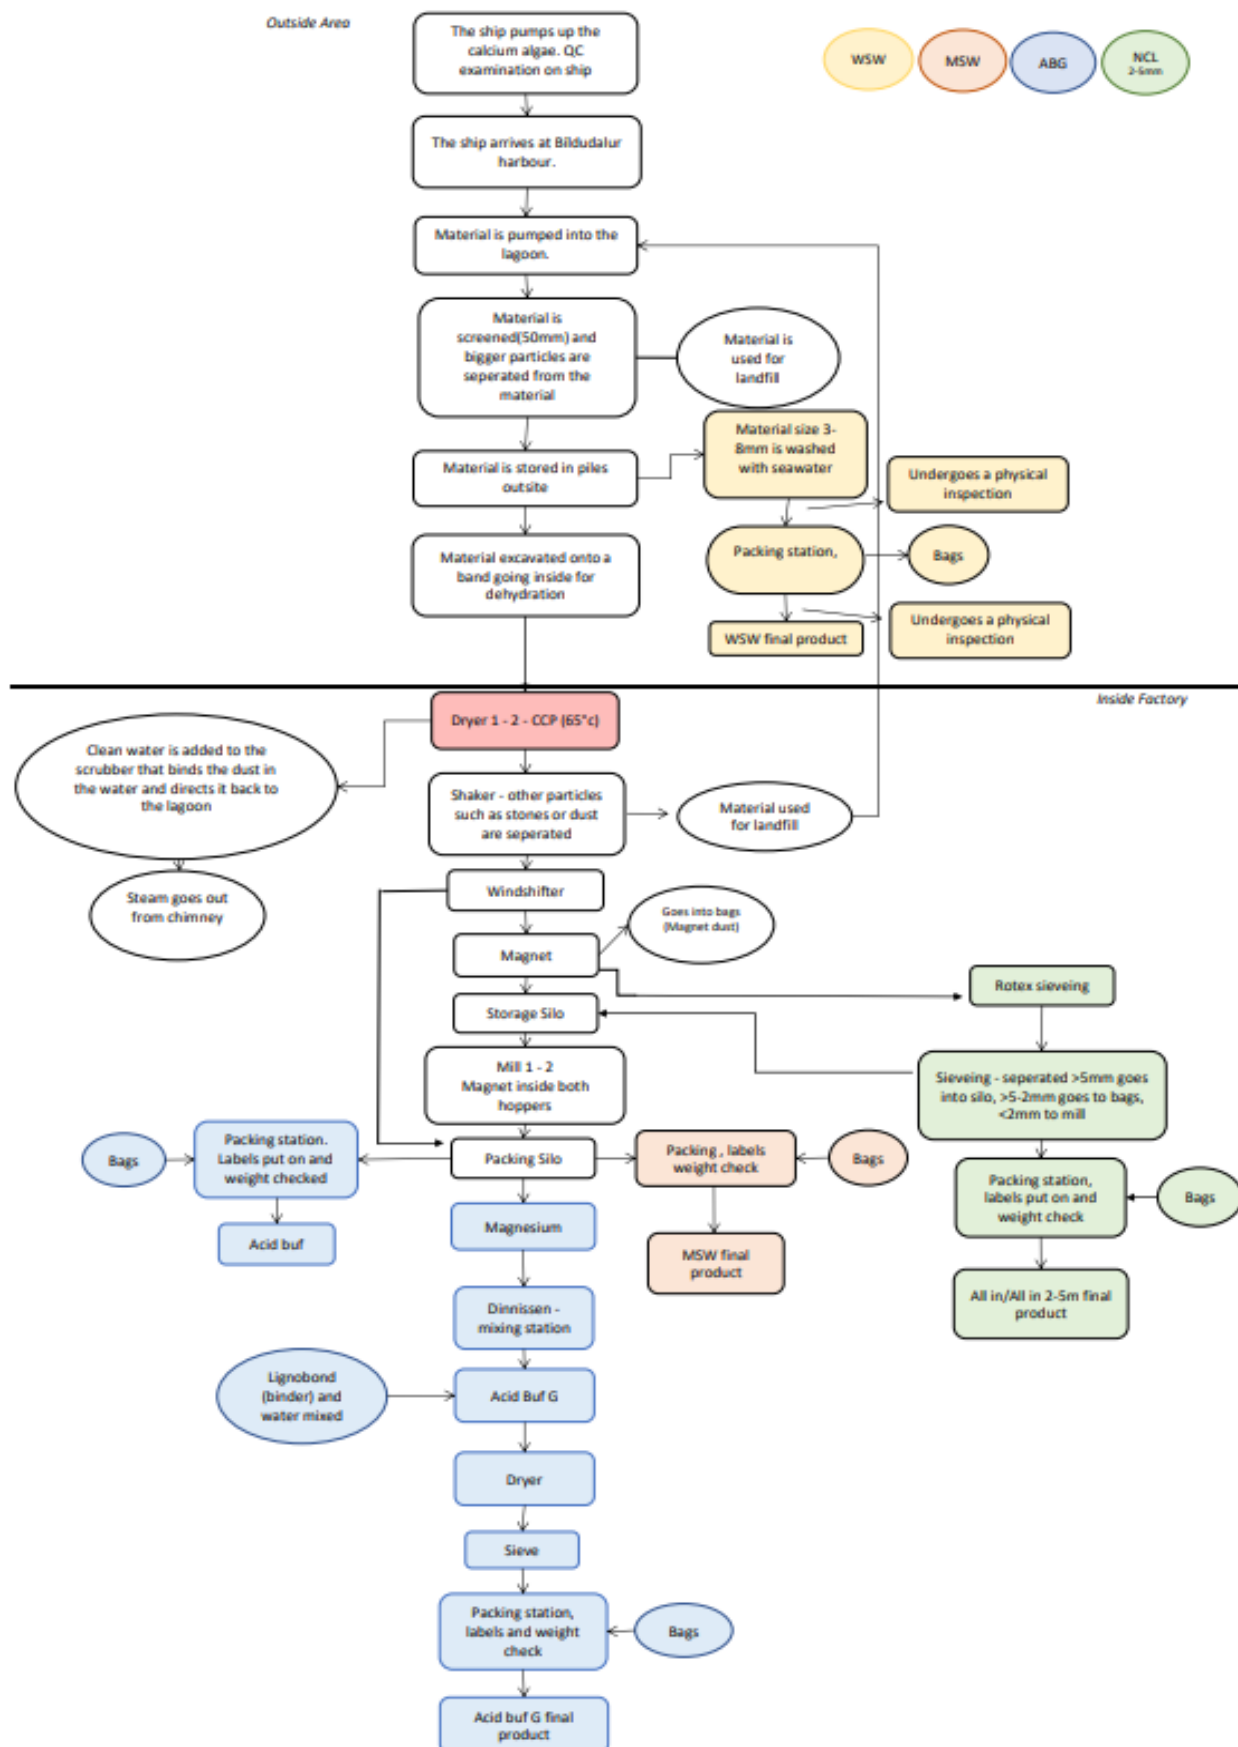 Outside Area
The ship pumps up the
calcium algae. QC
examination on ship
WSW
MSW
ABG
NCL
2-5mm
The ship arrives at Bíldudalur
harbour.
Material is pumped into the
lagoon.
Material is
screened(50mm) and
bigger particles are
seperated from the
material
Material is
used for
landfill
Material size 3-
8mm is washed
with seawater
Material is stored in piles
outsite
Undergoes a physical
inspection
Material excavated onto a
band going inside for
dehydration
Packing station,
Bags
Undergoes a physical
inspection
WSW final product
Inside Factory
Dryer 1 - 2 - CCP (65°c)
Clean water is added to the
scrubber that binds the dust in
the water and directs it back to
the lagoon
Shaker - other particles
such as stones or dust
are seperated
Material used
for landfill
Steam goes out
from chimney
Windshifter
Goes into bags
(Magnet dust)
Magnet
Rotex sieveing
Storage Silo
Mill 1 - 2
Magnet inside both
hoppers
Sieveing - seperated >5mm goes
into silo, >5-2mm goes to bags,
<2mm to mill
Bags
Packing station.
Labels put on and
weight checked
Packing Silo
Packing , labels
weight check
Bags
Packing station,
labels put on and
weight check
Bags
Acid buf
Magnesium
MSW final
product
All in/All in 2-5m final
product
Dinnissen -
mixing station
Lignobond
(binder) and
water mixed
Acid Buf G
Dryer
Sieve
Packing station,
labels and weight
check
Bags
Acid buf G final
product